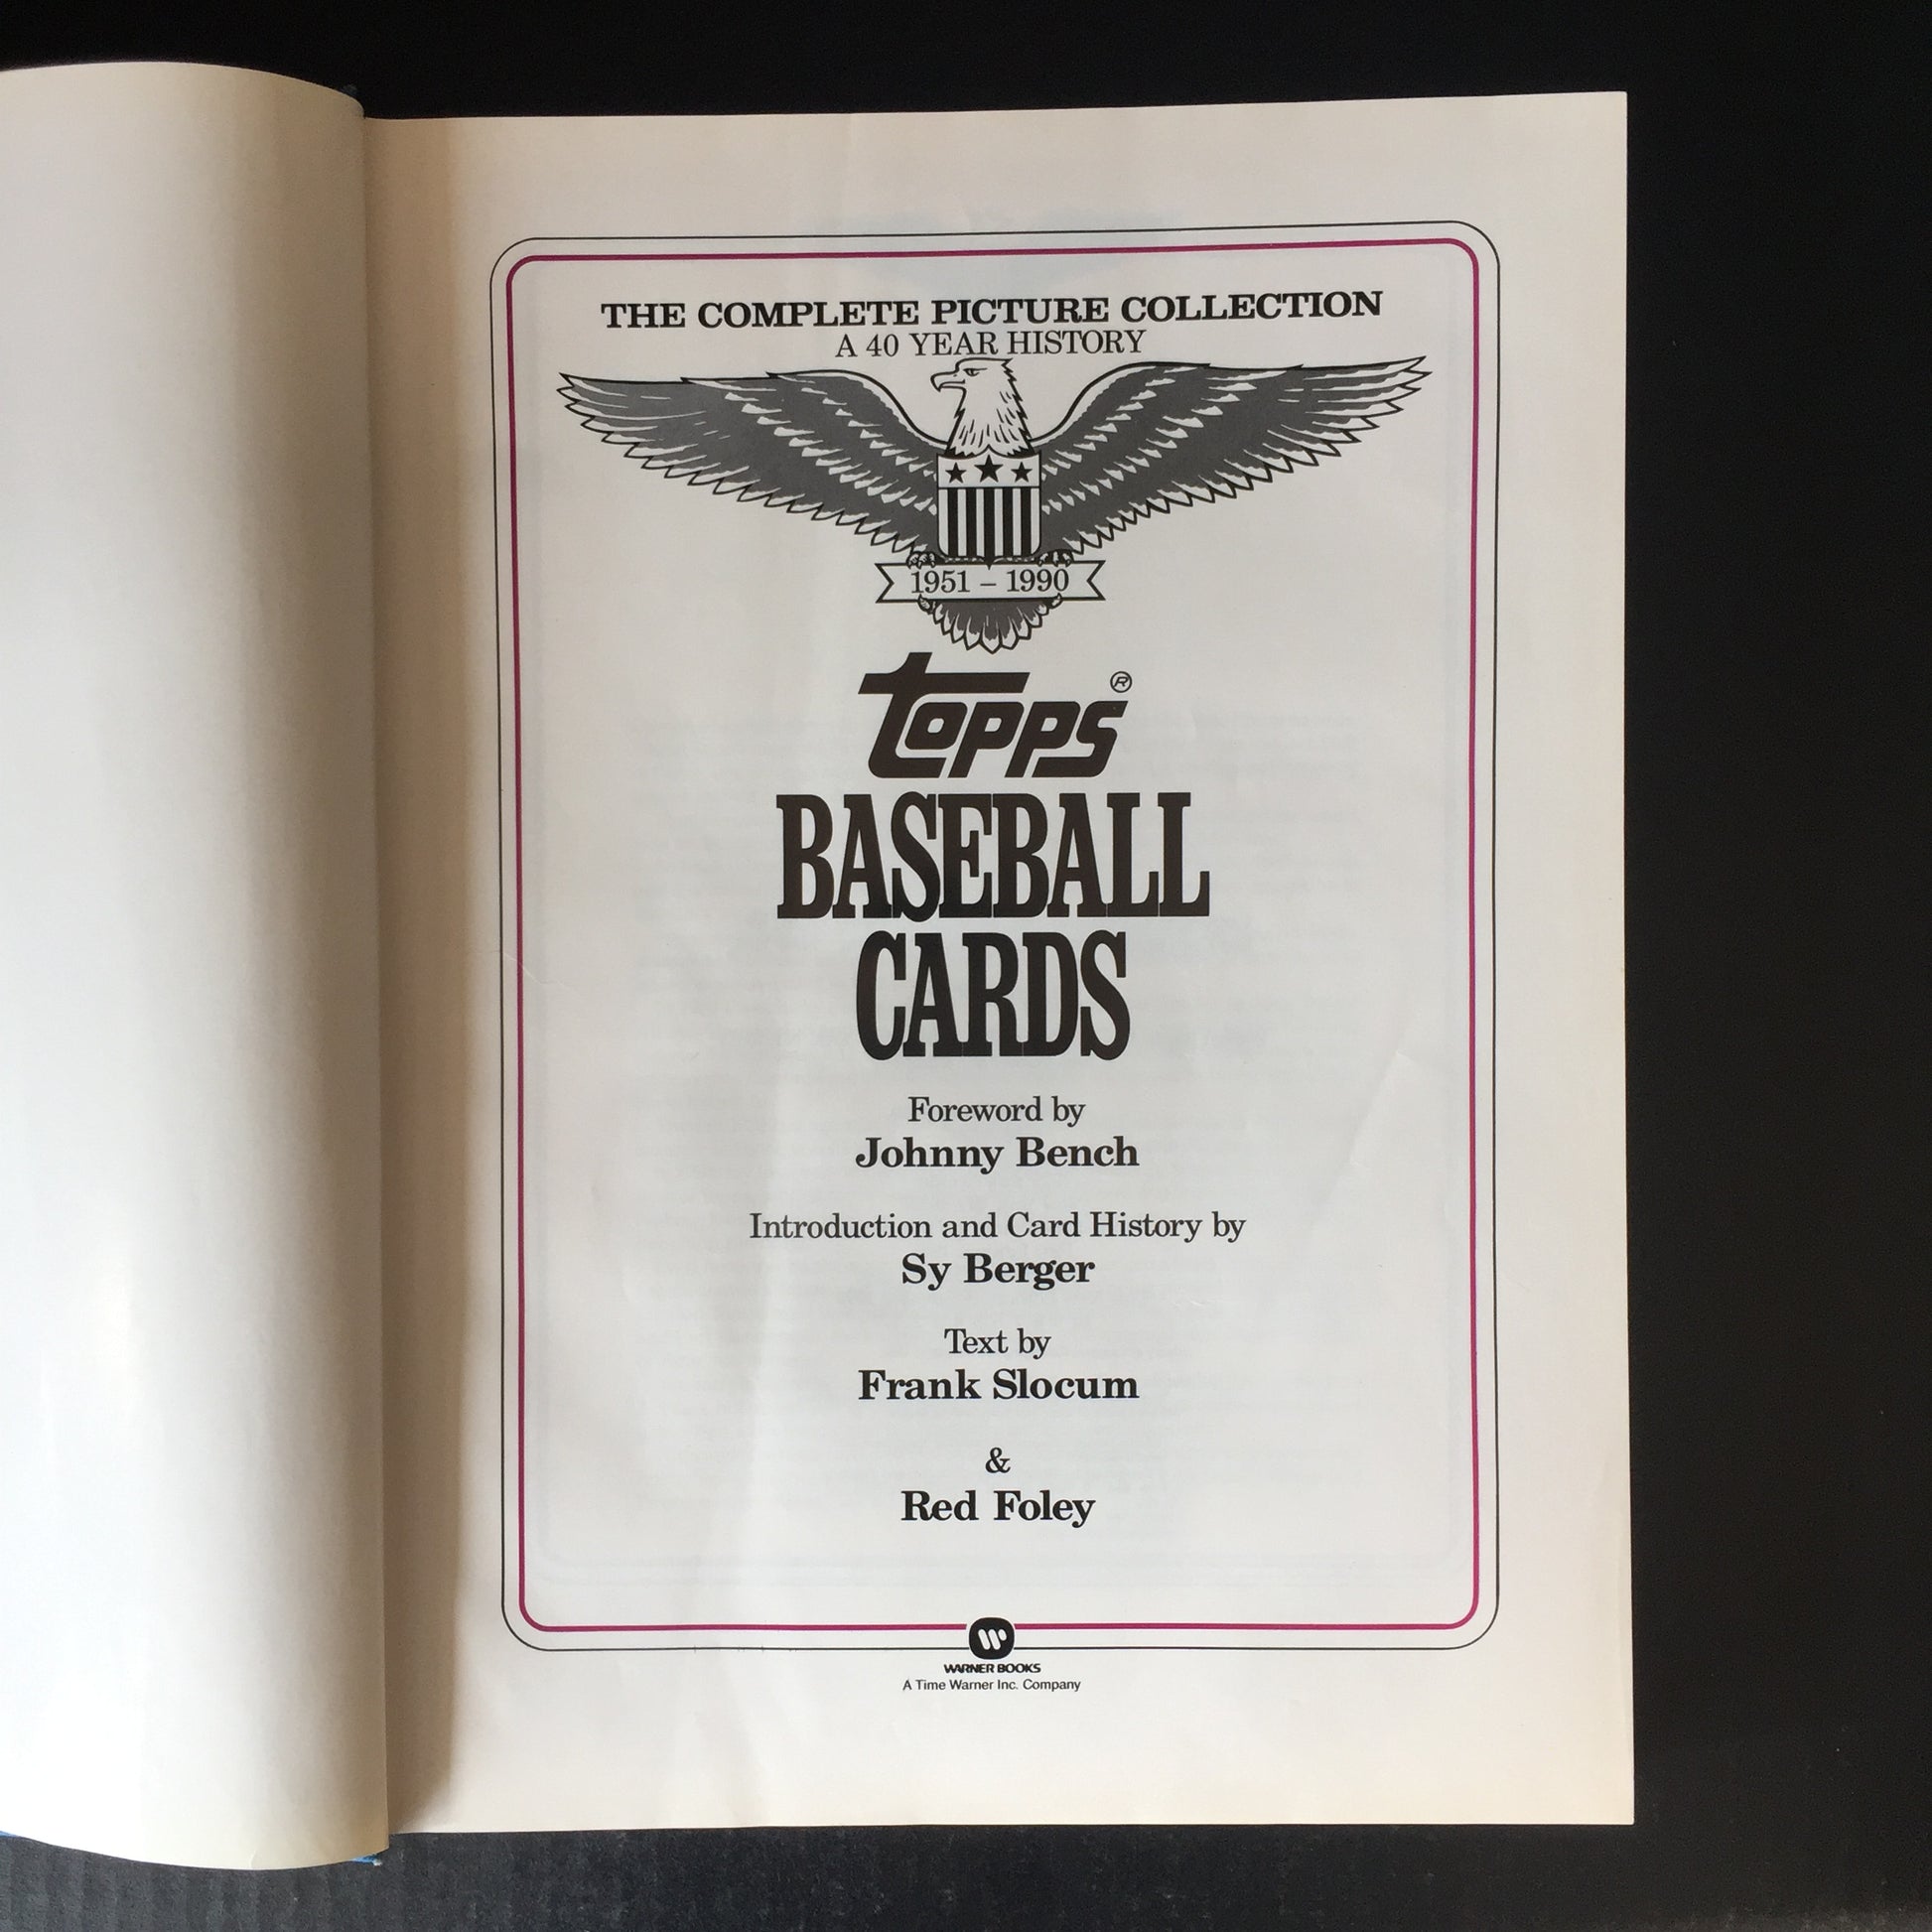 THE COMPLETE PICTURE COLLECTION
A 40 YEAR HISTORY
1951 – 1990
topps®
BASEBALL
CARDS
Foreword by
Johnny Bench
Introduction and Card History by
Sy Berger
Text by
Frank Slocum
&
Red Foley
WARNER BOOKS
A Time Warner Inc. Company